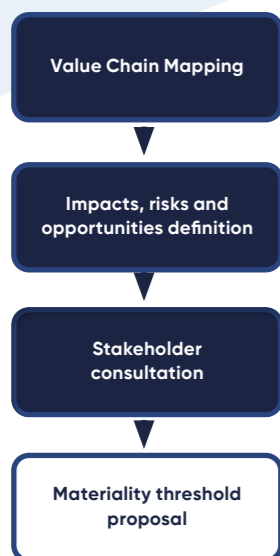 Value Chain Mapping
Impacts, risks and
opportunities definition
Stakeholder
consultation
Materiality threshold
proposal